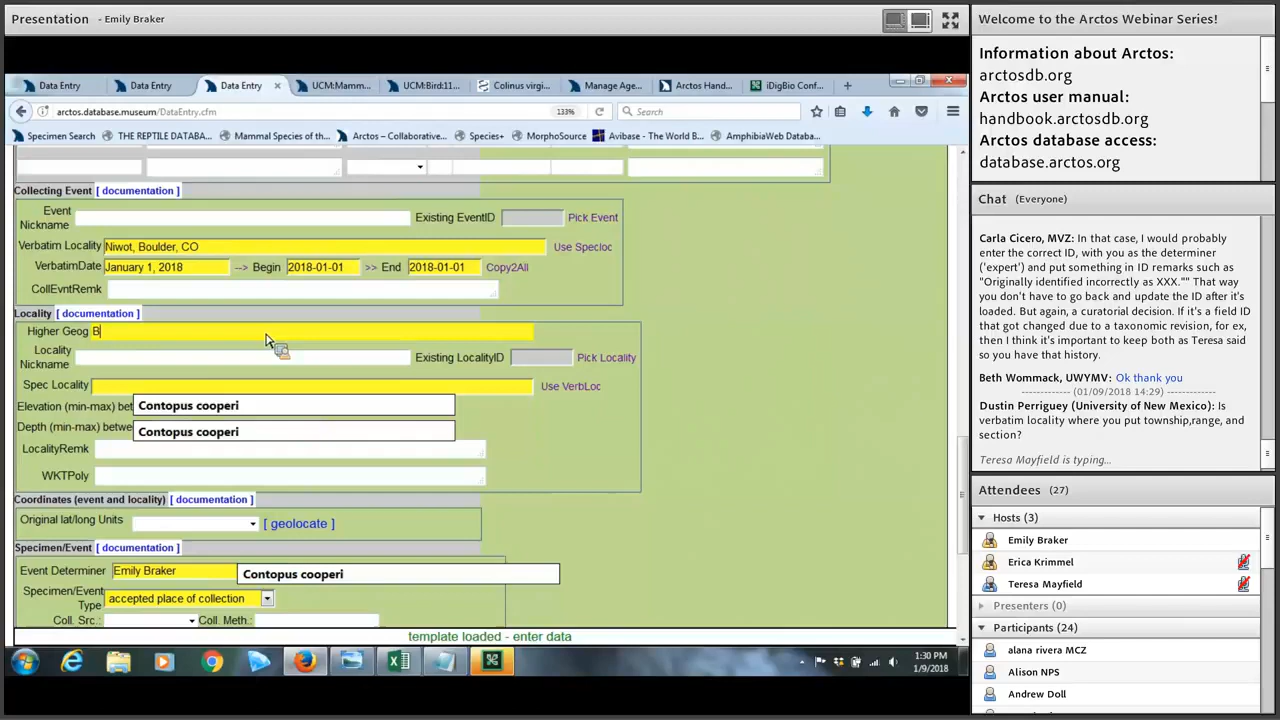 Presentation - Emily Braker
Data Entry
Data Entry
Data Entry
UCM:Mamm...
UCM:Bird:11...
Colinus virgi...
Manage Age...
Arctos Hand...
iDigBio Conf...
arctos.database.museum/DataEntry.cfm
133%
Search
Specimen Search
THE REPTILE DATABA...
Mammal Species of th...
Arctos – Collaborative...
Species+
MorphoSource
Avibase - The World B...
AmphibiaWeb Databa...
Collecting Event [ documentation ]
Event Nickname
Existing EventID
Pick Event
Verbatim Locality Niwot, Boulder, CO
Use Specloc
VerbatimDate January 1, 2018 --> Begin 2018-01-01 >> End 2018-01-01 Copy2All
CollEvntRemk
Locality [ documentation ]
Higher Geog B
Locality Nickname
Existing LocalityID
Pick Locality
Spec Locality
Use VerbLoc
Elevation (min-max) bet
Contopus cooperi
Depth (min-max) betwe
Contopus cooperi
LocalityRemk
WKTPoly
Coordinates (event and locality) [ documentation ]
Original lat/long Units
[ geolocate ]
Specimen/Event [ documentation ]
Event Determiner Emily Braker
Contopus cooperi
Specimen/Event Type accepted place of collection
Coll. Src.:
Coll. Meth.:
template loaded - enter data
1:30 PM
1/9/2018
Welcome to the Arctos Webinar Series!
Information about Arctos:
arctosdb.org
Arctos user manual:
handbook.arctosdb.org
Arctos database access:
database.arctos.org
Chat (Everyone)
Carla Cicero, MVZ: In that case, I would probably
enter the correct ID, with you as the determiner
('expert') and put something in ID remarks such as
"Originally identified incorrectly as XXX."" That way
you don't have to go back and update the ID after it's
loaded. But again, a curatorial decision. If it's a field ID
that got changed due to a taxonomic revision, for ex,
then I think it's important to keep both as Teresa said
so you have that history.
Beth Wommack, UWYMV: Ok thank you
(01/09/2018 14:29)
Dustin Perriguey (University of New Mexico): Is
verbatim locality where you put township,range, and
section?
Teresa Mayfield is typing...
Attendees (27)
Hosts (3)
Emily Braker
Erica Krimmel
Teresa Mayfield
Presenters (0)
Participants (24)
alana rivera MCZ
Alison NPS
Andrew Doll